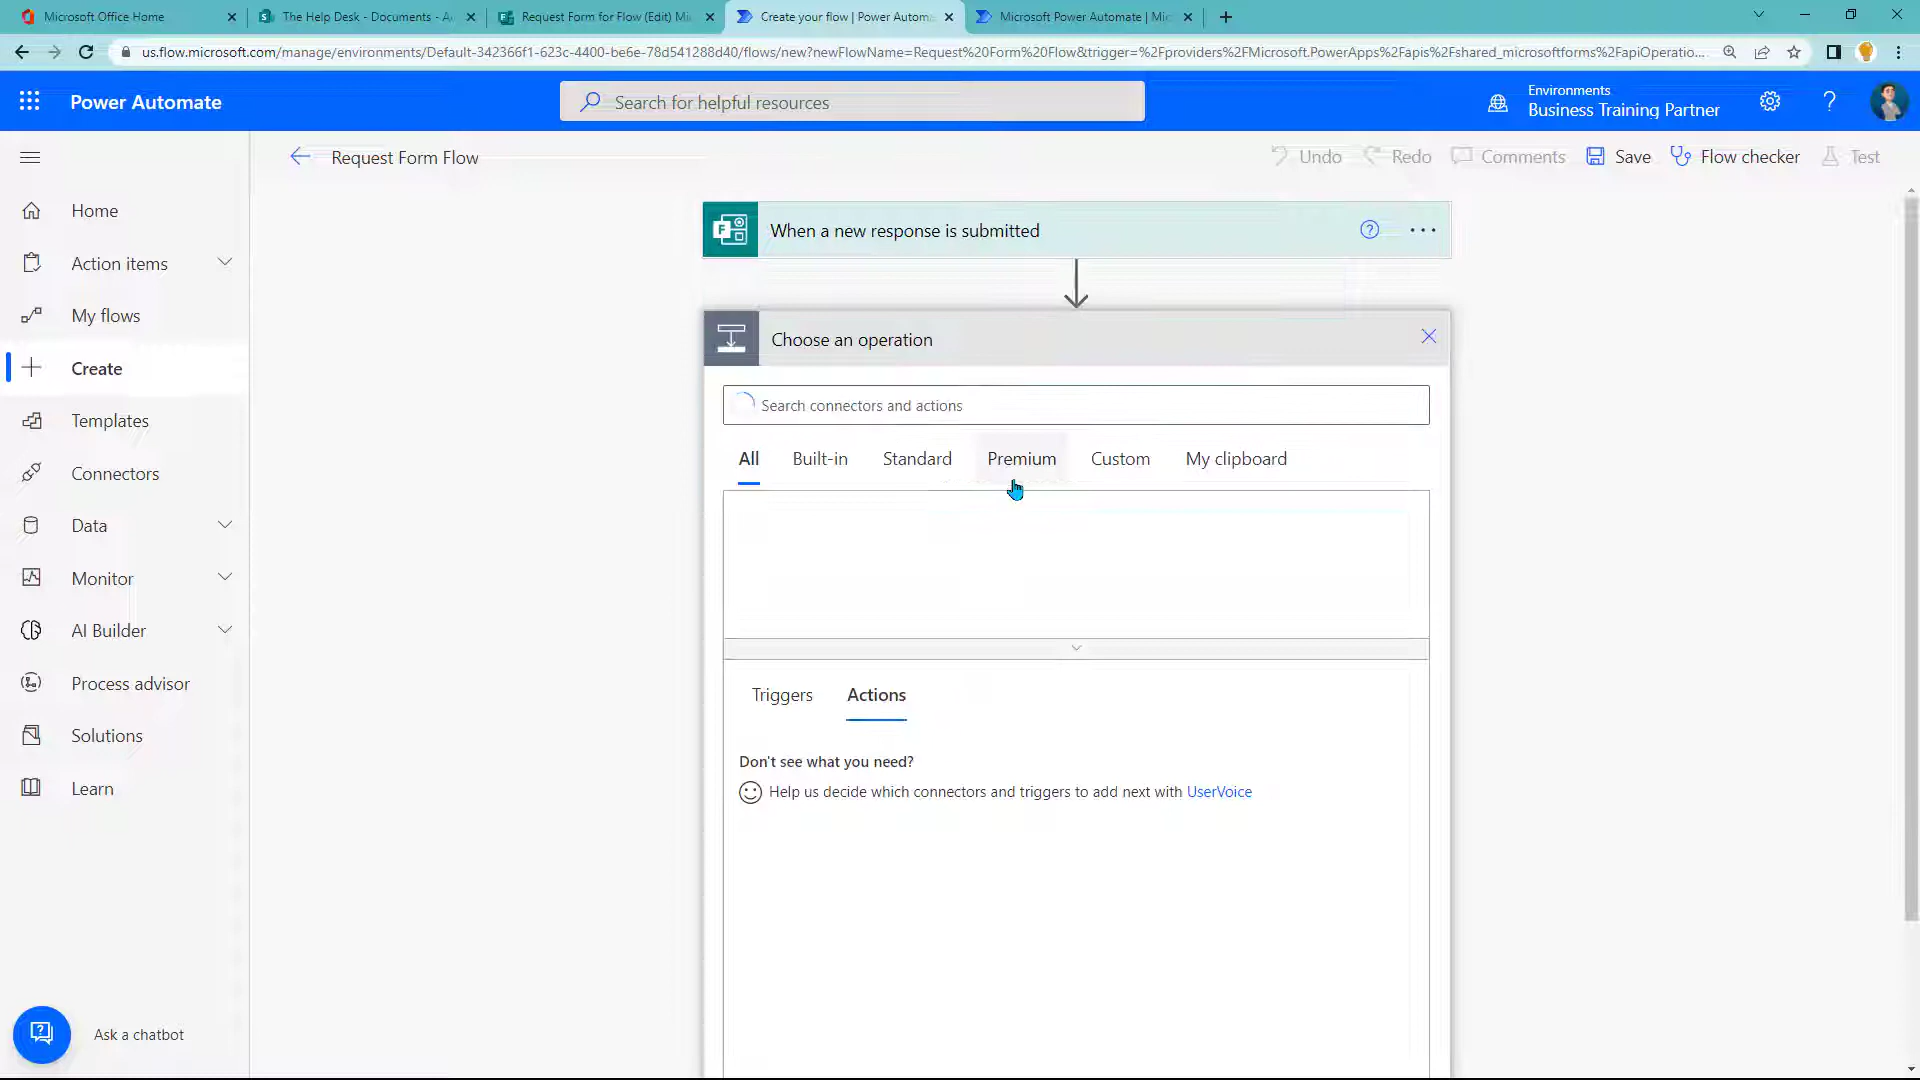 Microsoft Office Home
The Help Desk - Documents - A
Request Form for Flow (Edit) Mi
Create your flow | Power Autom
Microsoft Power Automate | Mic
us.flow.microsoft.com/manage/environments/Default-342366f1-623c-4400-be6e-78d541288d40/flows/new?newFlowName=Request%20Form%20Flow&trigger=%2Fproviders%2FMicrosoft.PowerApps%2Fapis%2Fshared_microsoftforms%2FapiOperatio...
Power Automate
Search for helpful resources
Environments
Business Training Partner
Request Form Flow
Undo
Redo
Comments
Save
Flow checker
Test
Home
Action items
My flows
Create
Templates
Connectors
Data
Monitor
AI Builder
Process advisor
Solutions
Learn
Ask a chatbot
When a new response is submitted
Choose an operation
Search connectors and actions
All
Built-in
Standard
Premium
Custom
My clipboard
Triggers
Actions
Don't see what you need?
Help us decide which connectors and triggers to add next with UserVoice